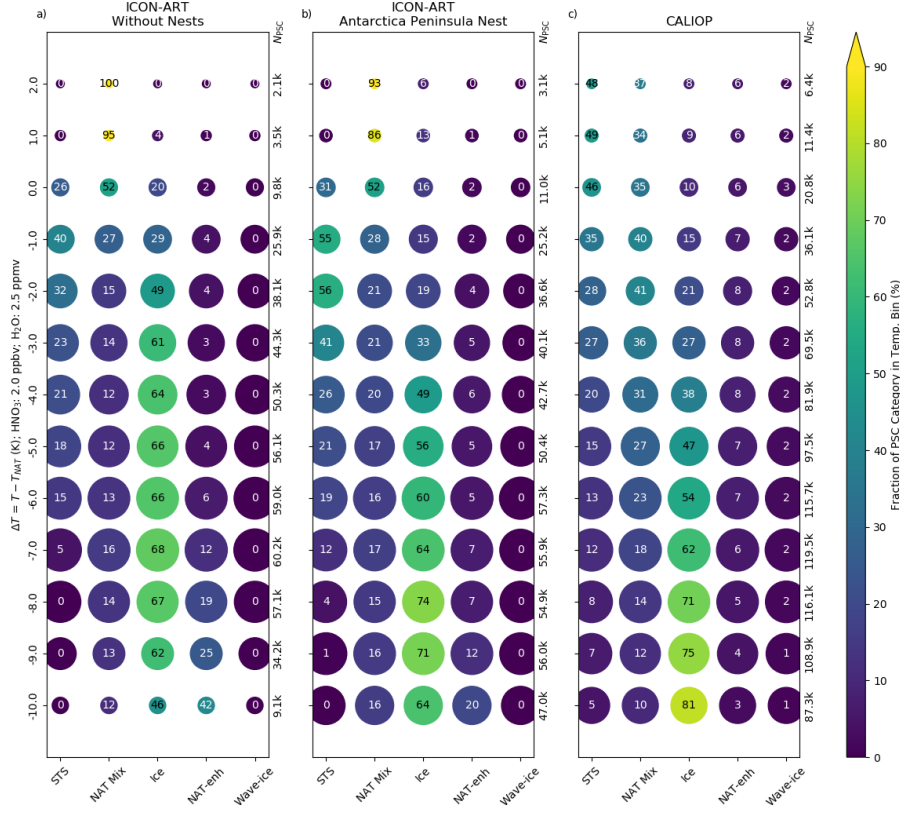 a)
ICON-ART
Without Nests
b)
ICON-ART
Antarctica Peninsula Nest
c)
CALIOP
N_PSC N_PSC N_PSC
2.0 0 100 0 0 0 2.1k 0 93 6 0 0 3.1k 48 37 8 6 2 6.4k
1.0 0 95 4 1 0 3.5k 0 86 13 1 0 5.1k 49 34 9 6 2 11.4k
0.0 26 52 20 2 0 9.8k 31 52 16 2 0 11.0k 46 35 10 6 3 20.8k
-1.0 40 27 29 4 0 25.9k 55 28 15 2 0 25.2k 35 40 15 7 2 36.1k
-2.0 32 15 49 4 0 38.1k 56 21 19 4 0 36.6k 28 41 21 8 2 52.8k
-3.0 23 14 61 3 0 44.3k 41 21 33 5 0 40.1k 27 36 27 8 2 69.5k
-4.0 21 12 64 3 0 50.3k 26 20 49 5 0 42.7k 20 31 38 8 2 81.9k
-5.0 18 12 66 4 0 56.1k 21 17 56 5 0 50.4k 15 27 47 7 2 97.5k
-6.0 15 13 66 6 0 59.0k 19 16 60 5 0 57.3k 13 23 54 7 2 115.7k
-7.0 5 16 68 12 0 60.2k 12 17 64 7 0 55.9k 12 18 62 6 2 119.5k
-8.0 0 14 67 19 0 57.1k 4 15 74 7 0 54.9k 8 14 71 5 2 116.1k
-9.0 0 13 62 25 0 34.2k 1 16 71 12 0 56.0k 7 12 75 4 1 108.9k
-10.0 0 12 46 42 0 9.1k 0 16 64 20 0 47.0k 5 10 81 3 1 87.3k
STS NAT Mix Ice NAT-enh Wave-ice STS NAT Mix Ice NAT-enh Wave-ice STS NAT Mix Ice NAT-enh Wave-ice
ΔT = T − T_NAT (K); HNO₃: 2.0 ppbv; H₂O: 2.5 ppmv
90
80
70
60
50
40
30
20
10
0
Fraction of PSC Category in Temp. Bin (%)